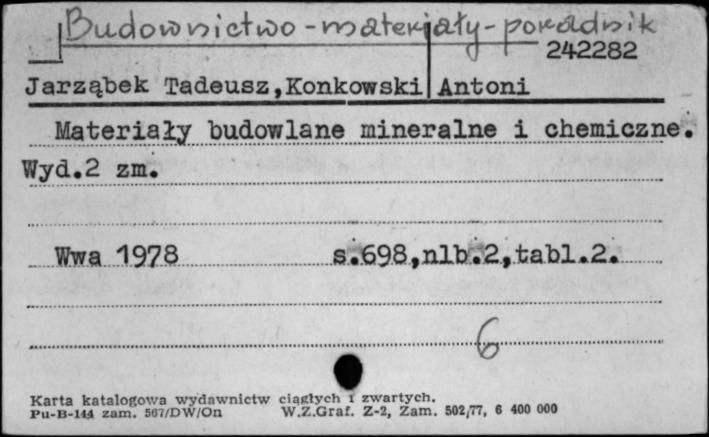 Budownictwo - materjały - poradnik
242282
Jarząbek Tadeusz,Konkowski Antoni
Materiały budowlane mineralne i chemiczne.
Wyd.2 zm.
Wwa 1978 s.698,nlb.2,tabl.2.
6
Karta katalogowa wydawnictw ciągłych i zwartych.
Pu-B-144 zam. 567/DW/On W.Z.Graf. Z-2, Zam. 502/77, 6 400 000